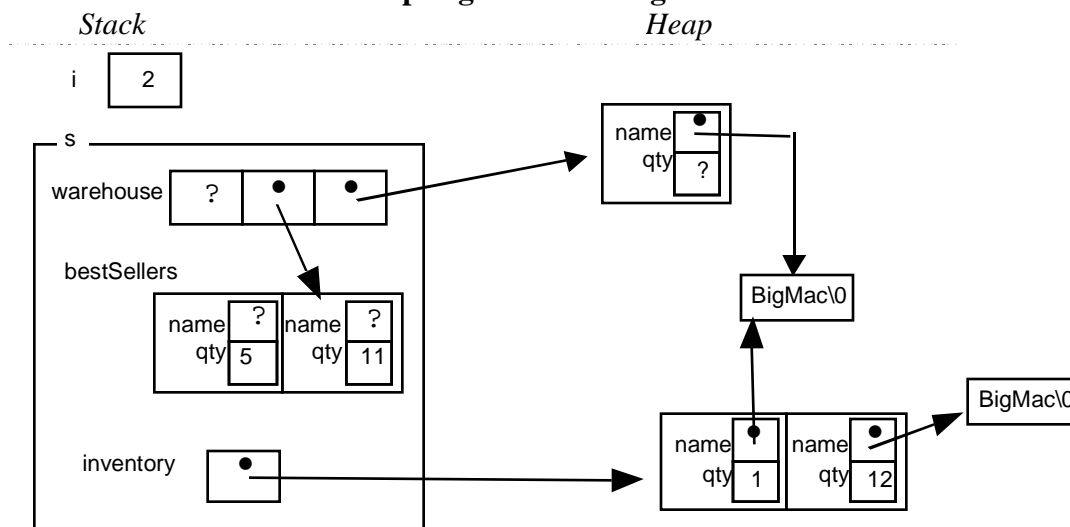 Stack Heap
i 2
s
warehouse ? 
name
qty ?
bestSellers
name ? name ?
qty 5 qty 11
BigMac\0
BigMac\0
inventory
name name
qty 1 qty 12